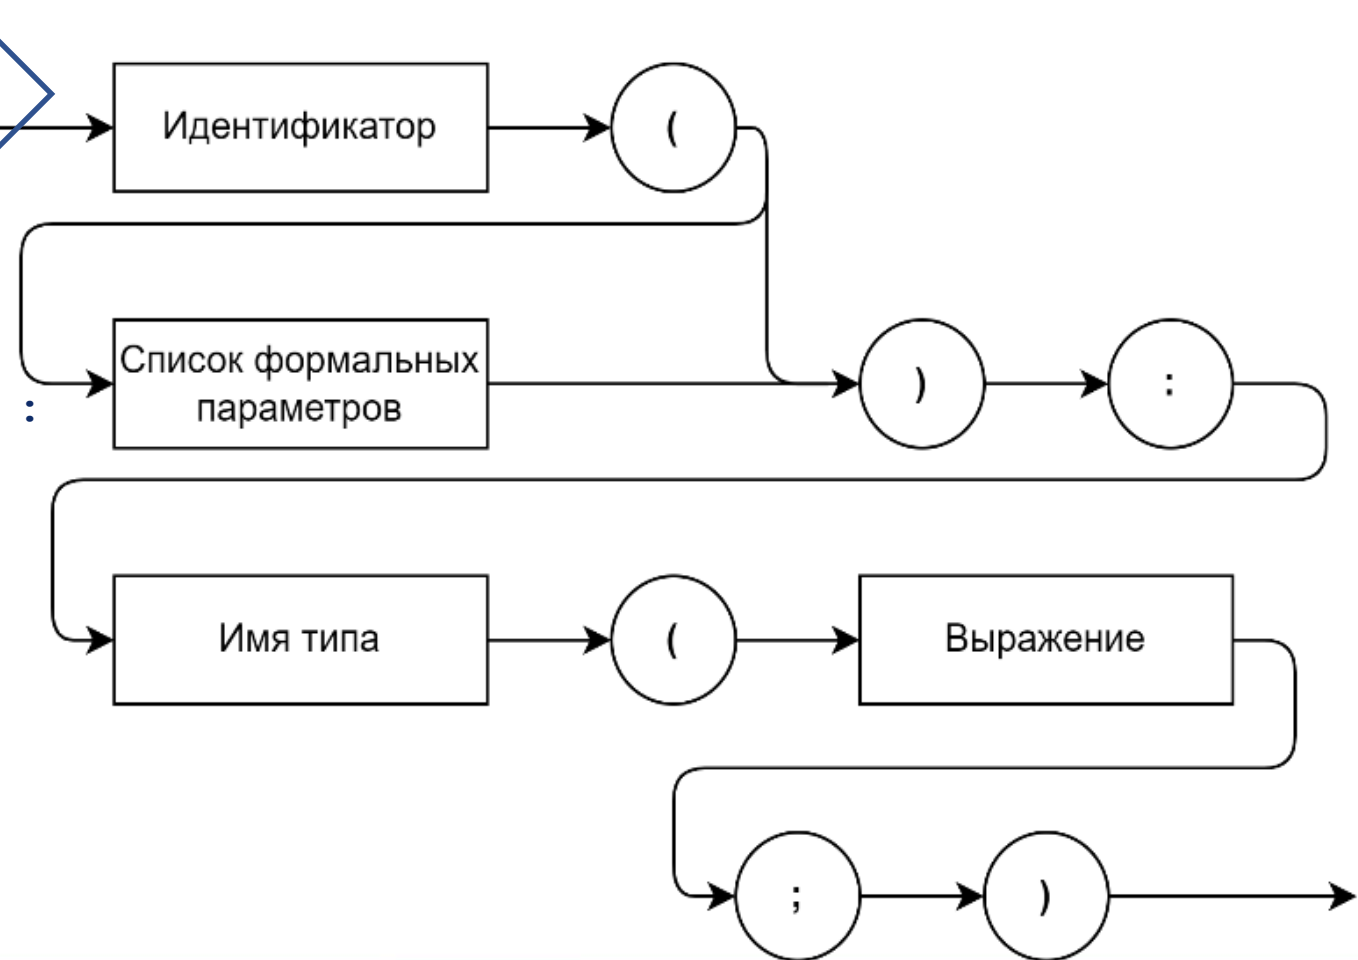 Идентификатор
(
Список формальных
параметров
)
:
:
Имя типа
(
Выражение
;
)